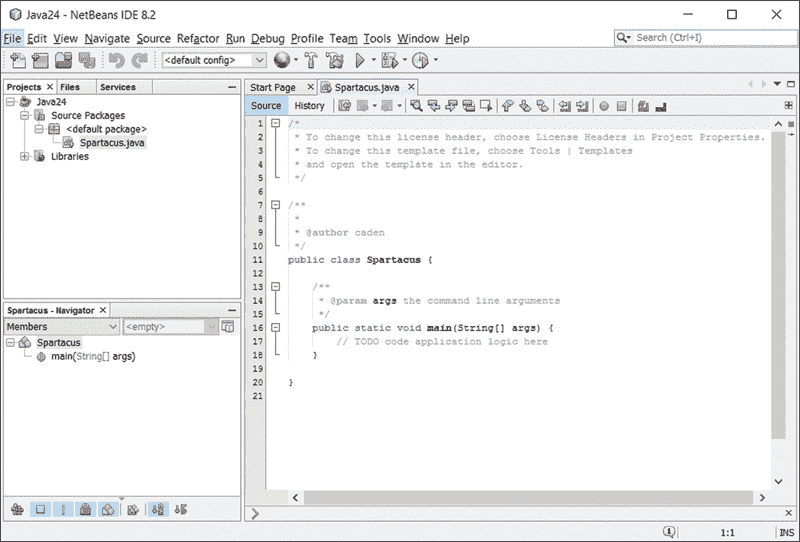 Java24 - NetBeans IDE 8.2
File Edit View Navigate Source Refactor Run Debug Profile Team Tools Window Help
Search (Ctrl+I)
<default config>
Projects Files Services
Java24
Source Packages
<default package>
Spartacus.java
Libraries
Spartacus - Navigator
Members <empty>
Spartacus
main(String[] args)
Start Page Spartacus.java
Source History
1 /*
2 * To change this license header, choose License Headers in Project Properties.
3 * To change this template file, choose Tools | Templates
4 * and open the template in the editor.
5 */
6
7 /**
8 *
9 * @author caden
10 */
11 public class Spartacus {
12
13 /**
14 * @param args the command line arguments
15 */
16 public static void main(String[] args) {
17 // TODO code application logic here
18 }
19
20 }
21
1:1 INS